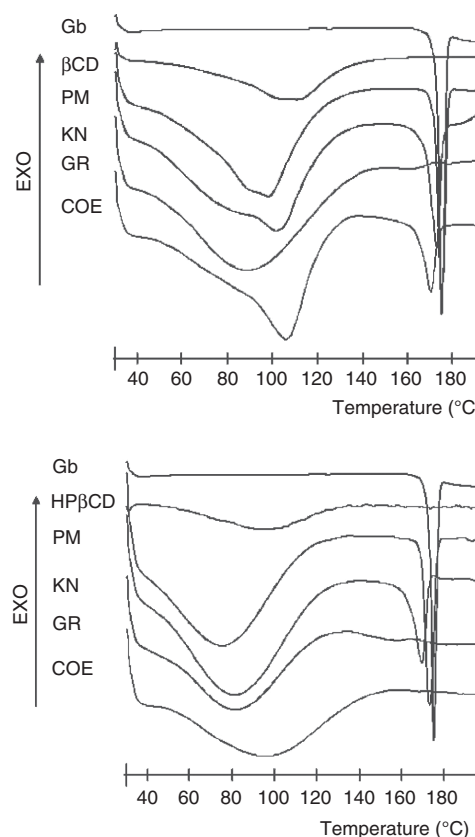 Gb
βCD
PM
KN
GR
COE
EXO
40 60 80 100 120 140 160 180
Temperature (°C)
Gb
HPβCD
PM
KN
GR
COE
EXO
40 60 80 100 120 140 160 180
Temperature (°C)